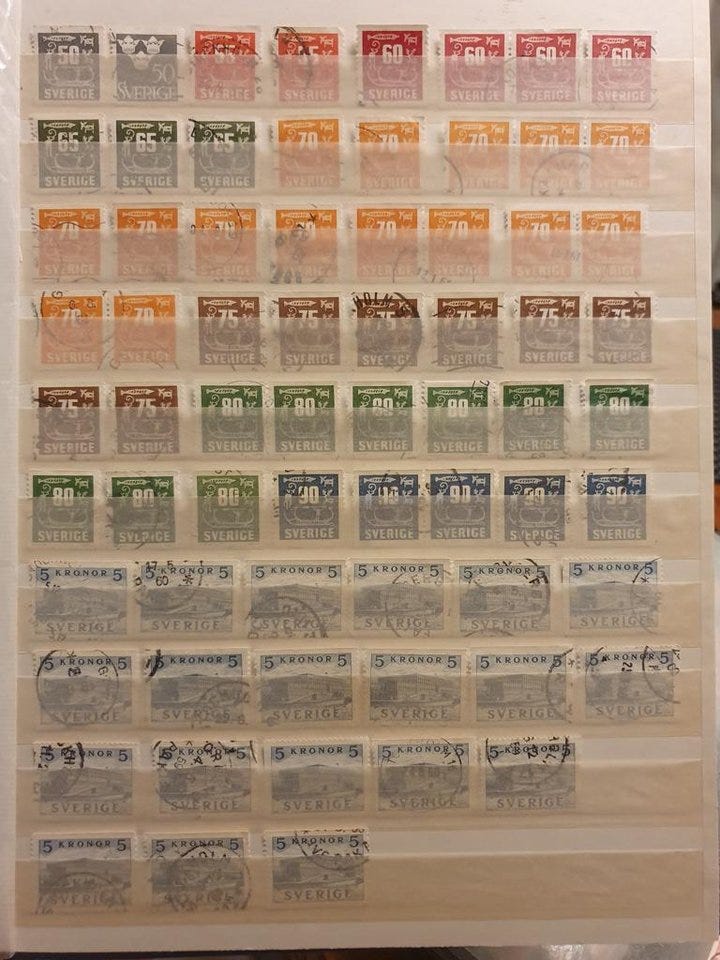 50 60 60 60 60
50
SVERIGE SVERIGE SVERIGE SVERIGE SVERIGE SVERIGE SVERIGE SVERIGE
65 65 65 70 70 70 70 70
SVERIGE SVERIGE SVERIGE SVERIGE SVERIGE SVERIGE SVERIGE SVERIGE
70 70 70 70 70 70 70
SVERIGE SVERIGE SVERIGE SVERIGE SVERIGE SVERIGE SVERIGE SVERIGE
70 70 75 75 75 75 75 75
SVERIGE SVERIGE SVERIGE SVERIGE SVERIGE SVERIGE SVERIGE SVERIGE
75 75 80 80 80 80 80 80
SVERIGE SVERIGE SVERIGE SVERIGE SVERIGE SVERIGE SVERIGE SVERIGE
80 80 80 90 90 90 90 90
SVERIGE SVERIGE SVERIGE SVERIGE SVERIGE SVERIGE SVERIGE SVERIGE
5 KRONOR 5 5 KRONOR 5 5 KRONOR 5 5 KRONOR 5 5 KRONOR 5 5 KRONOR 5
60
SVERIGE SVERIGE SVERIGE SVERIGE SVERIGE SVERIGE
5 KRONOR 5 5 KRONOR 5 5 KRONOR 5 5 KRONOR 5 5 KRONOR 5 5 KRONOR 5
SVERIGE SVERIGE SVERIGE SVERIGE SVERIGE SVERIGE
5 KRONOR 5 5 KRONOR 5 5 KRONOR 5 5 KRONOR 5 5 KRONOR 5
SVERIGE SVERIGE SVERIGE SVERIGE SVERIGE
5 KRONOR 5 5 KRONOR 5 5 KRONOR 5
SVERIGE SVERIGE SVERIGE